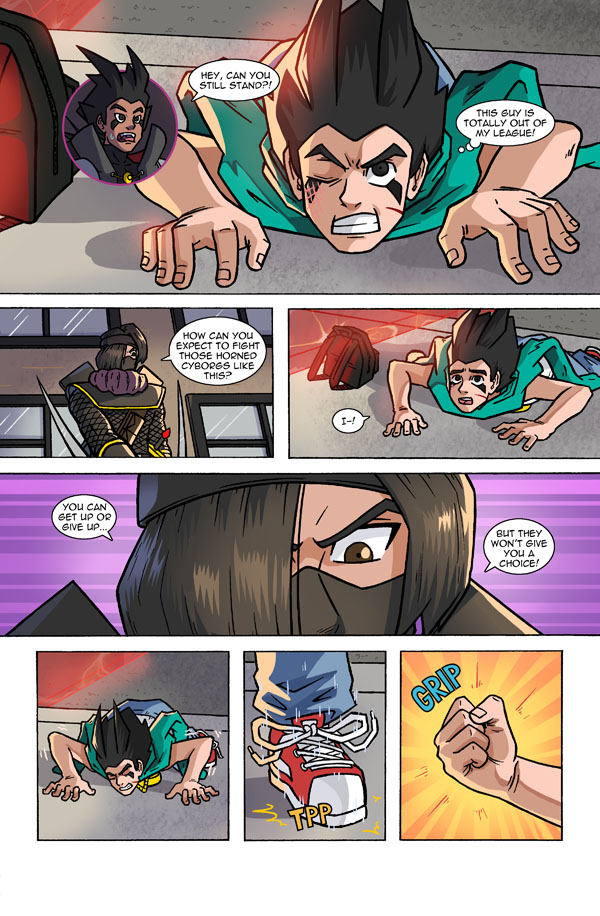 HEY, CAN YOU
STILL STAND?!
THIS GUY IS
TOTALLY OUT OF
MY LEAGUE!
HOW CAN YOU
EXPECT TO FIGHT
THOSE HORNED
CYBORGS LIKE
THIS?
I-!
YOU CAN
GET UP OR
GIVE UP...
BUT THEY
WON'T GIVE
YOU A
CHOICE!
TPP
GRIP